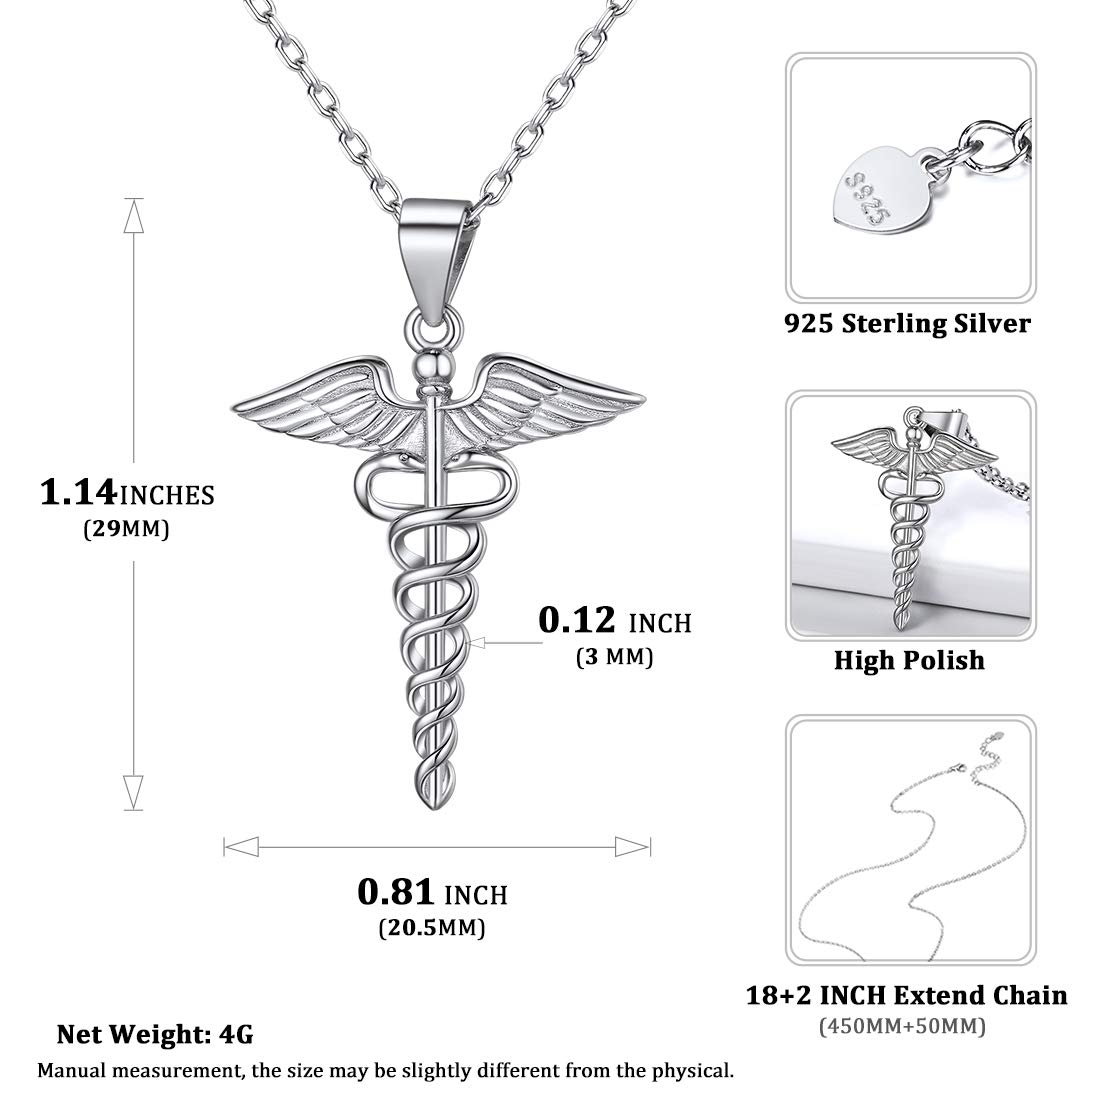 S925
925 Sterling Silver
1.14INCHES
(29MM)
0.12 INCH
(3 MM)
High Polish
0.81 INCH
(20.5MM)
18+2 INCH Extend Chain
(450MM+50MM)
Net Weight: 4G
Manual measurement, the size may be slightly different from the physical.